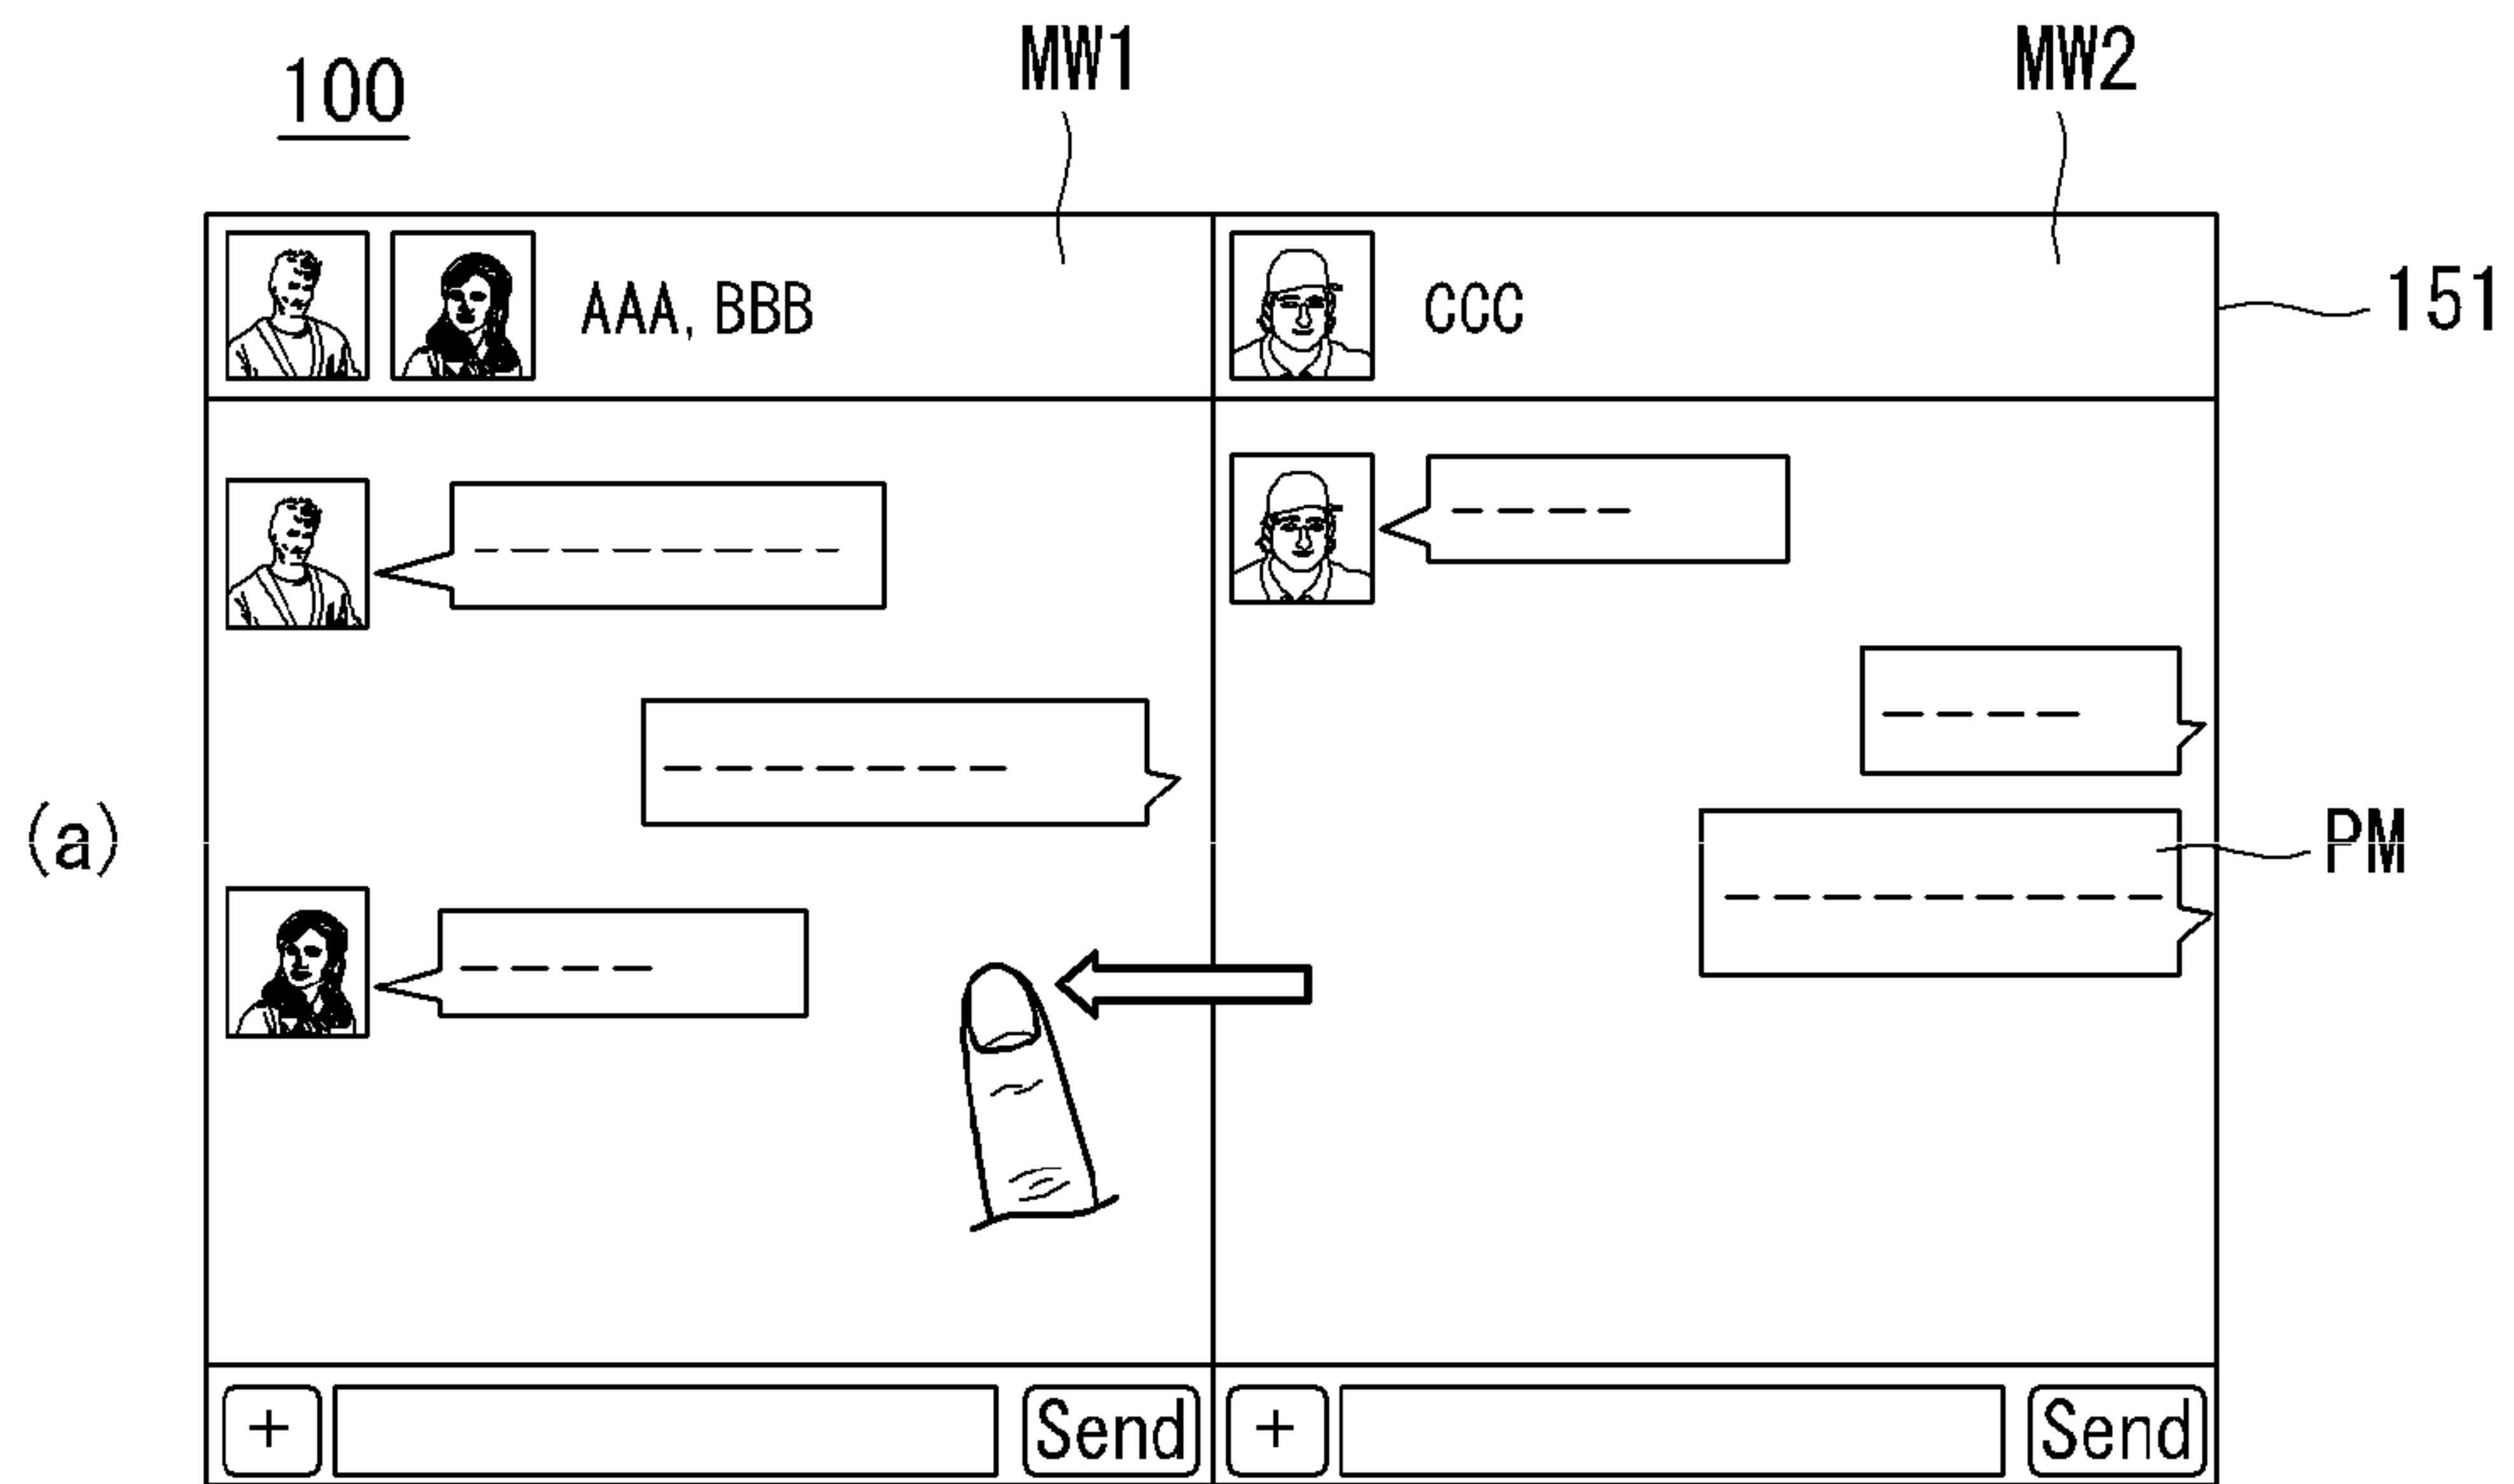 100
MW1
MW2
AAA, BBB
CCC
151
(a)
PM
+
Send
+
Send